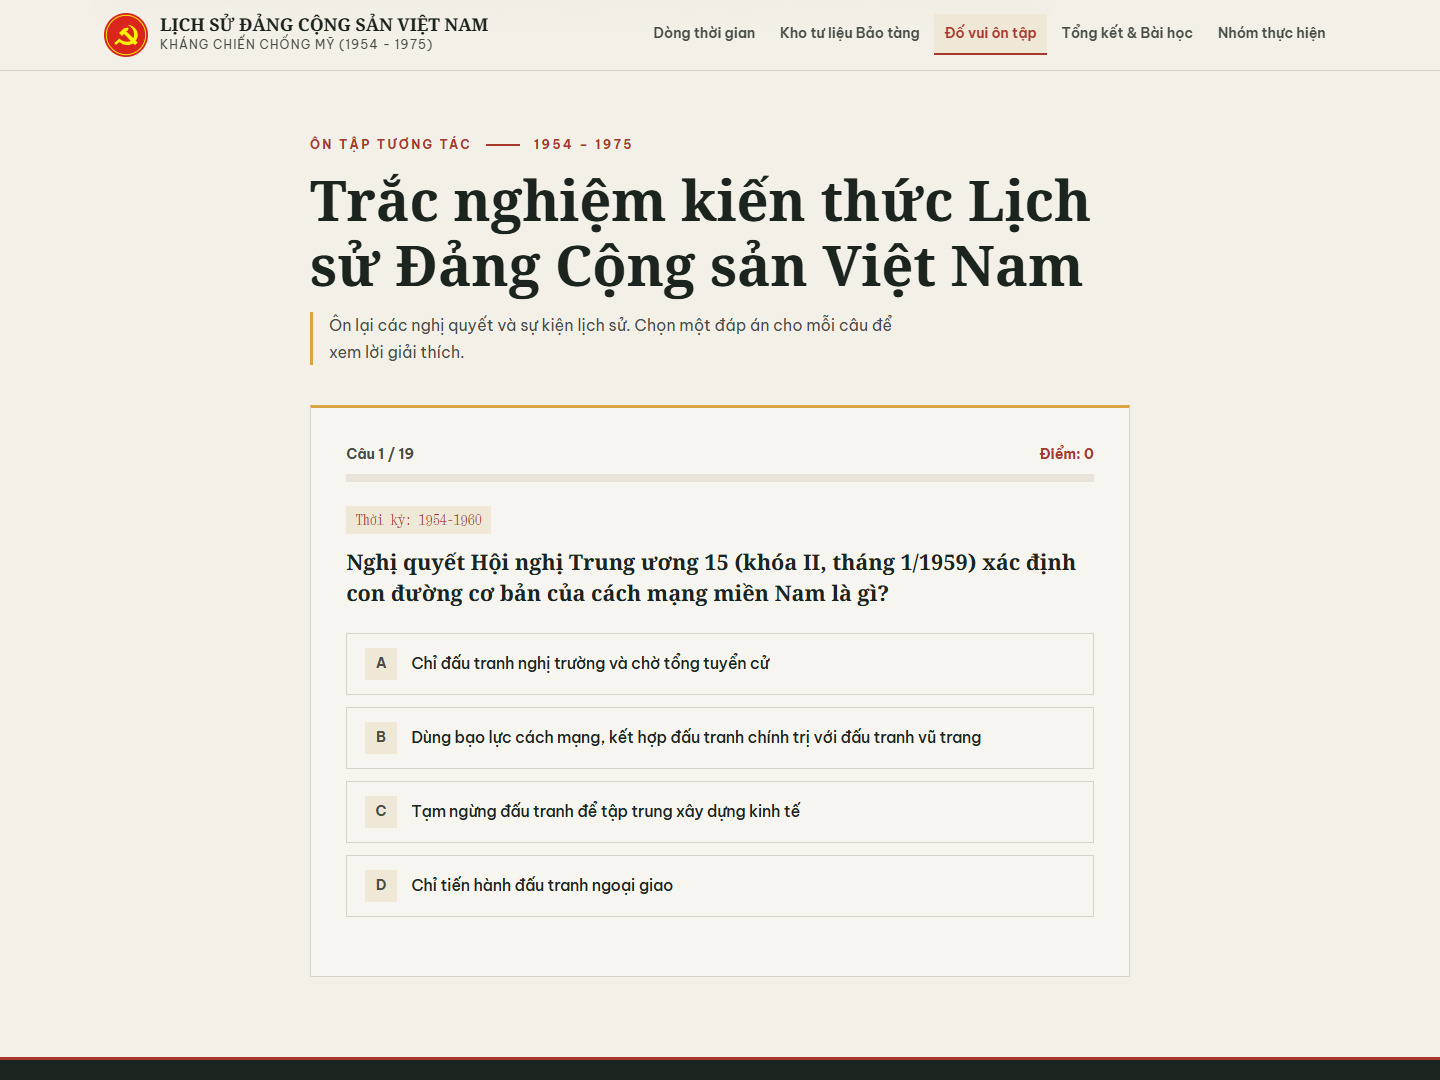 LỊCH SỬ ĐẢNG CỘNG SẢN VIỆT NAM
KHÁNG CHIẾN CHỐNG MỸ (1954 - 1975)
Dòng thời gian
Kho tư liệu Bảo tàng
Đố vui ôn tập
Tổng kết & Bài học
Nhóm thực hiện
ÔN TẬP TƯƠNG TÁC — 1954 – 1975
Trắc nghiệm kiến thức Lịch
sử Đảng Cộng sản Việt Nam
Ôn lại các nghị quyết và sự kiện lịch sử. Chọn một đáp án cho mỗi câu để
xem lời giải thích.
Câu 1 / 19
Điểm: 0
Thời kỳ: 1954-1960
Nghị quyết Hội nghị Trung ương 15 (khóa II, tháng 1/1959) xác định
con đường cơ bản của cách mạng miền Nam là gì?
A Chỉ đấu tranh nghị trường và chờ tổng tuyển cử
B Dùng bạo lực cách mạng, kết hợp đấu tranh chính trị với đấu tranh vũ trang
C Tạm ngừng đấu tranh để tập trung xây dựng kinh tế
D Chỉ tiến hành đấu tranh ngoại giao